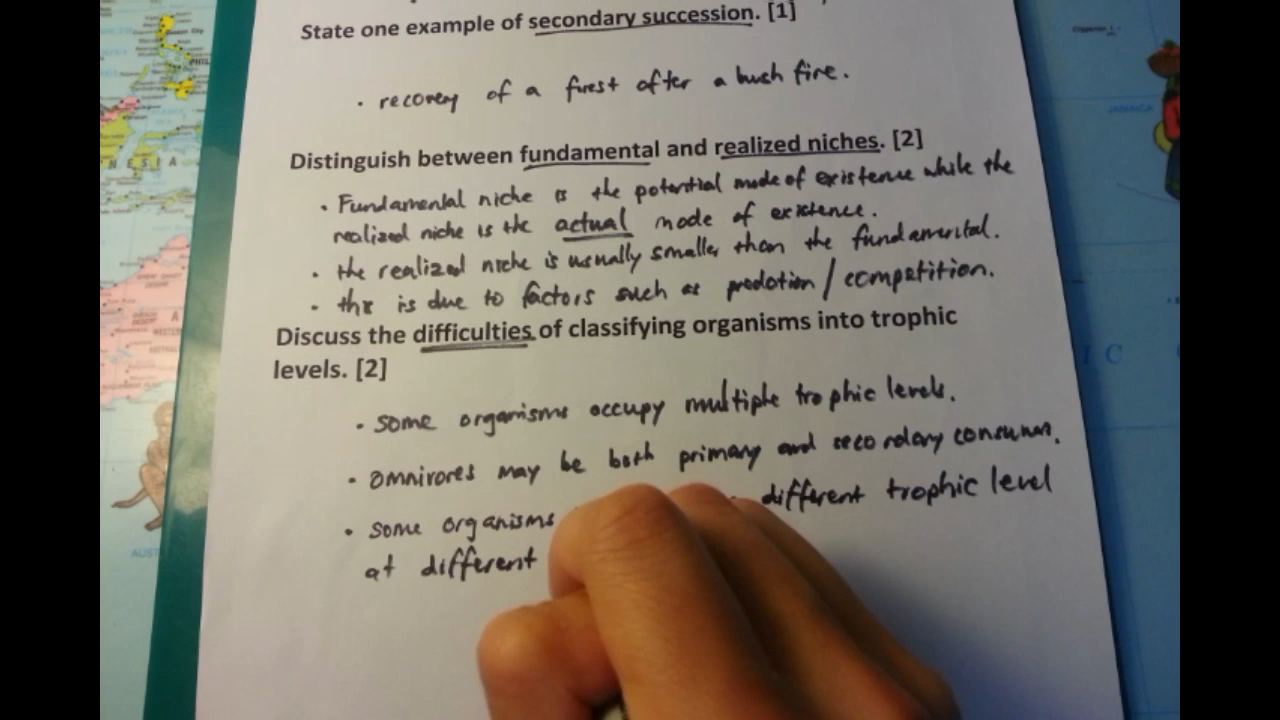 State one example of secondary succession. [1]
• recovery of a forest after a bush fire.
Distinguish between fundamental and realized niches. [2]
• Fundamental niche is the potential mode of existence while the
realized niche is the actual mode of existence.
• the realized niche is usually smaller than the fundamental.
• this is due to factors such as predation / competition.
Discuss the difficulties of classifying organisms into trophic
levels. [2]
• some organisms occupy multiple trophic levels.
• omnivores may be both primary and secondary consumers.
• some organisms different trophic level
at different
PHIL
NESIA
JAMAICA
AUST
I C